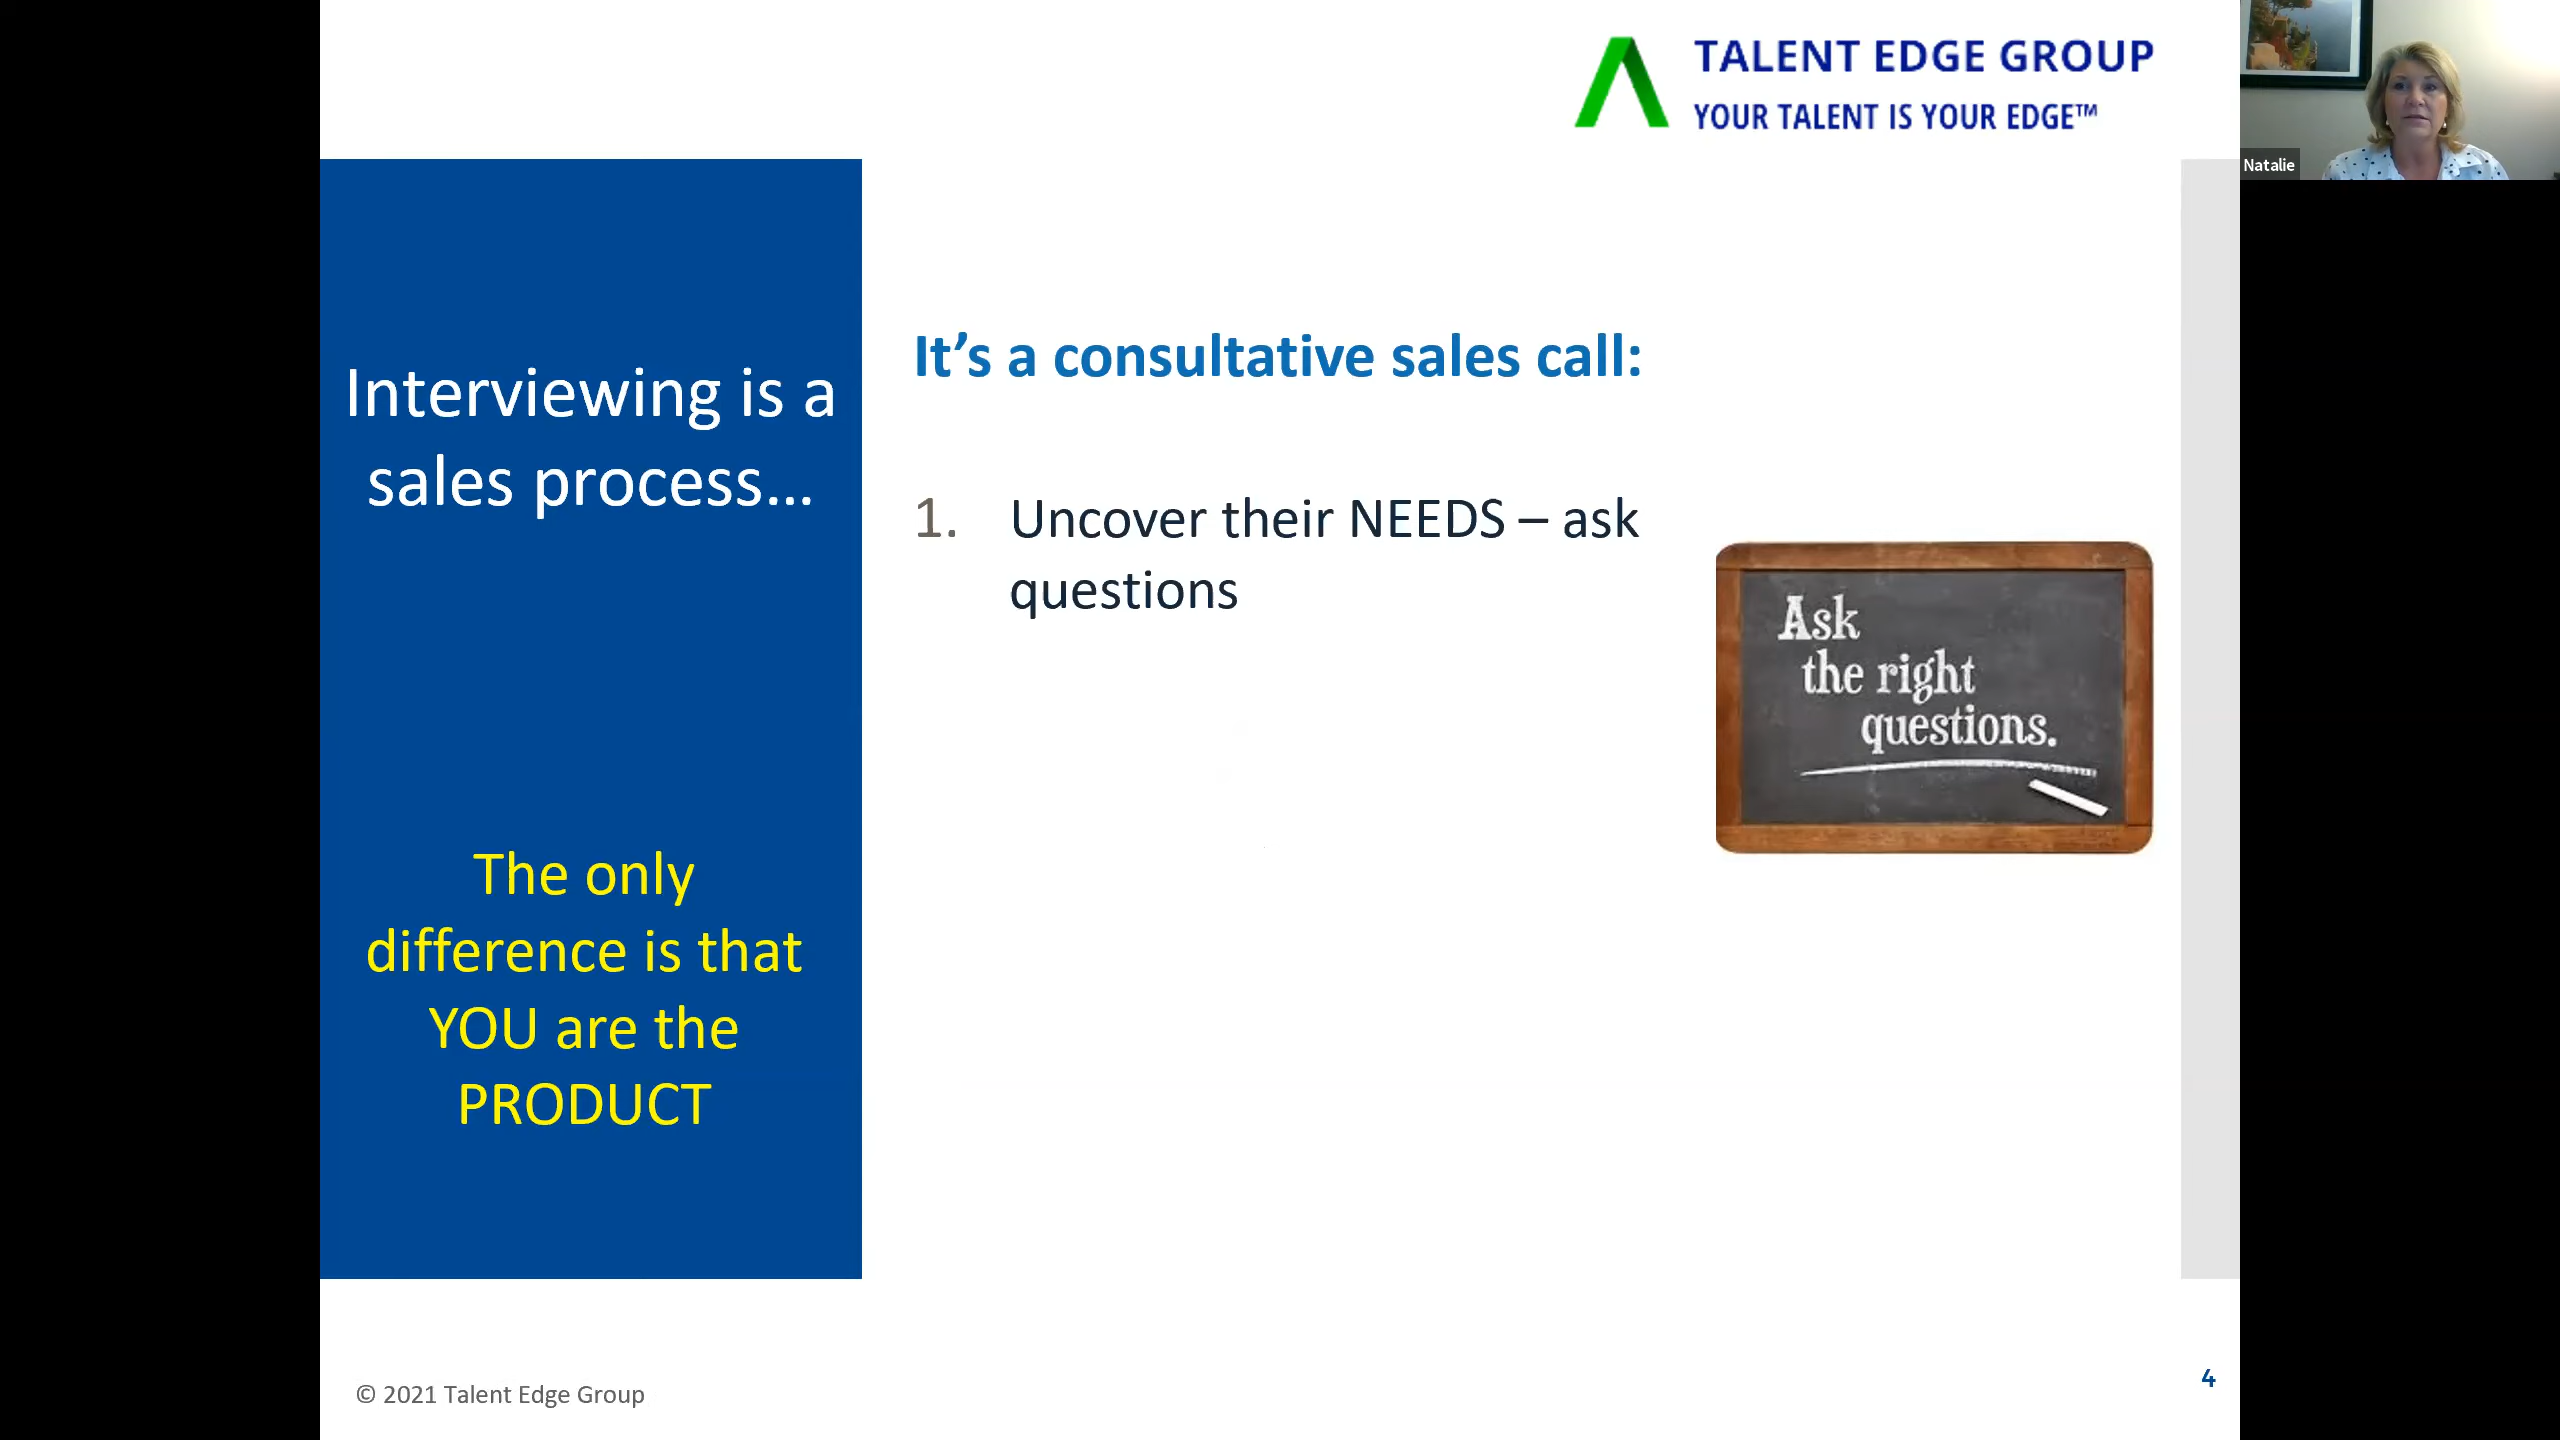 TALENT EDGE GROUP
YOUR TALENT IS YOUR EDGE™
Natalie
Interviewing is a
sales process...
The only
difference is that
YOU are the
PRODUCT
It's a consultative sales call:
1. Uncover their NEEDS – ask
questions
Ask
the right
questions.
© 2021 Talent Edge Group
4